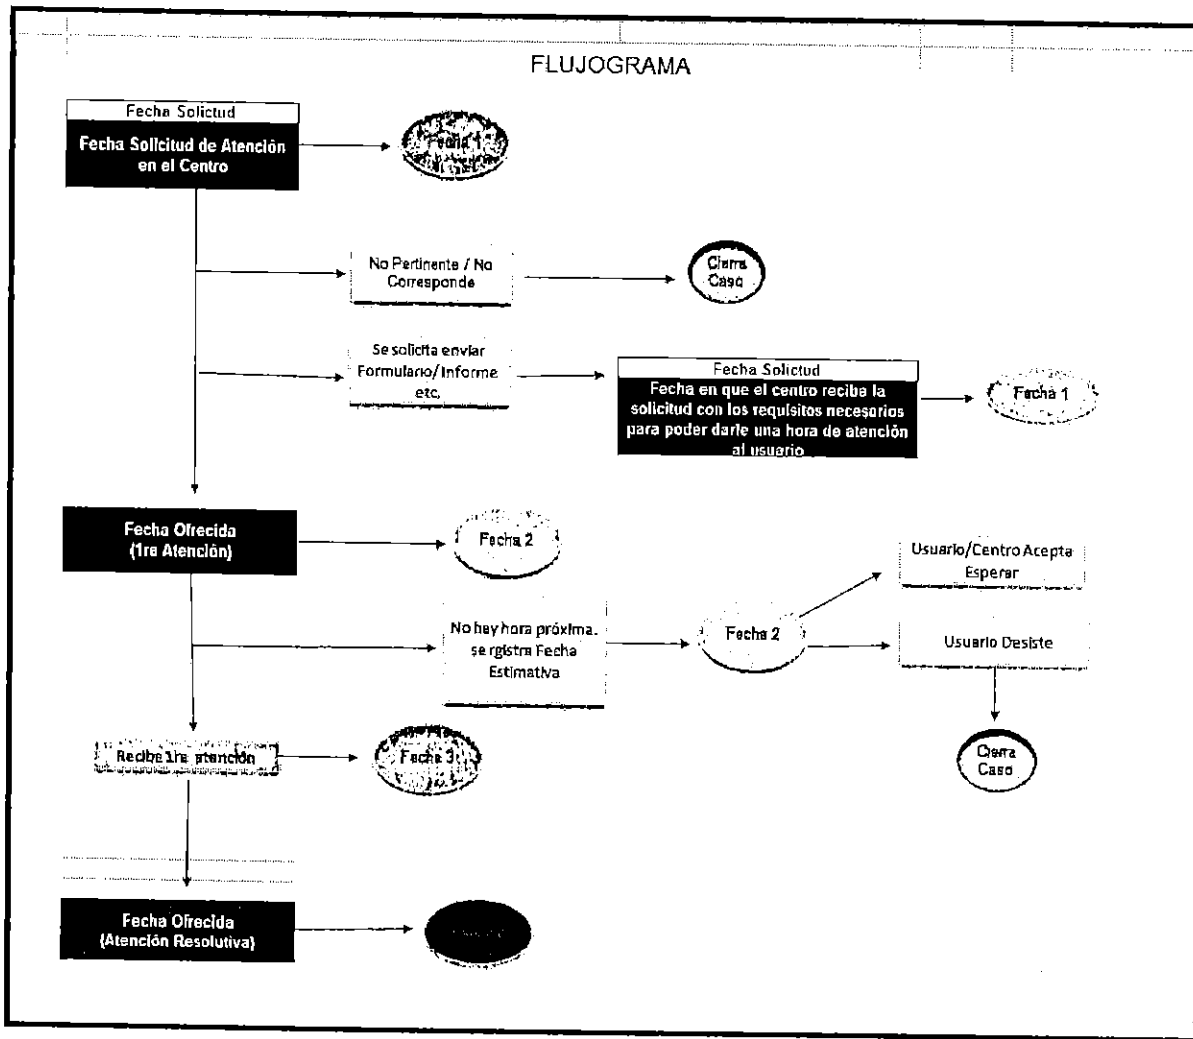 FLUJOGRAMA
Fecha Solictud
Fecha Solicitud de Atención
en el Centro
Fecha 1
No Pertinente / No
Corresponde
Cierra
Caso
Se solicita enviar
Formulario/ Informe
etc.
Fecha Solictud
Fecha en que el centro recibe la
solicitud con los requisitos necesarios
para poder darle una hora de atención
al usuario
Fecha 1
Fecha Ofrecida
(1re Atención)
Fecha 2
Usuario/Centro Acepta
Esperar
No hay hora próxima.
se rgistra Fecha
Estimativa
Fecha 2
Usuario Desiste
Recibe 1ra atención
Fecha 3
Cierra
Caso
Fecha Ofrecida
(Atención Resolutiva)